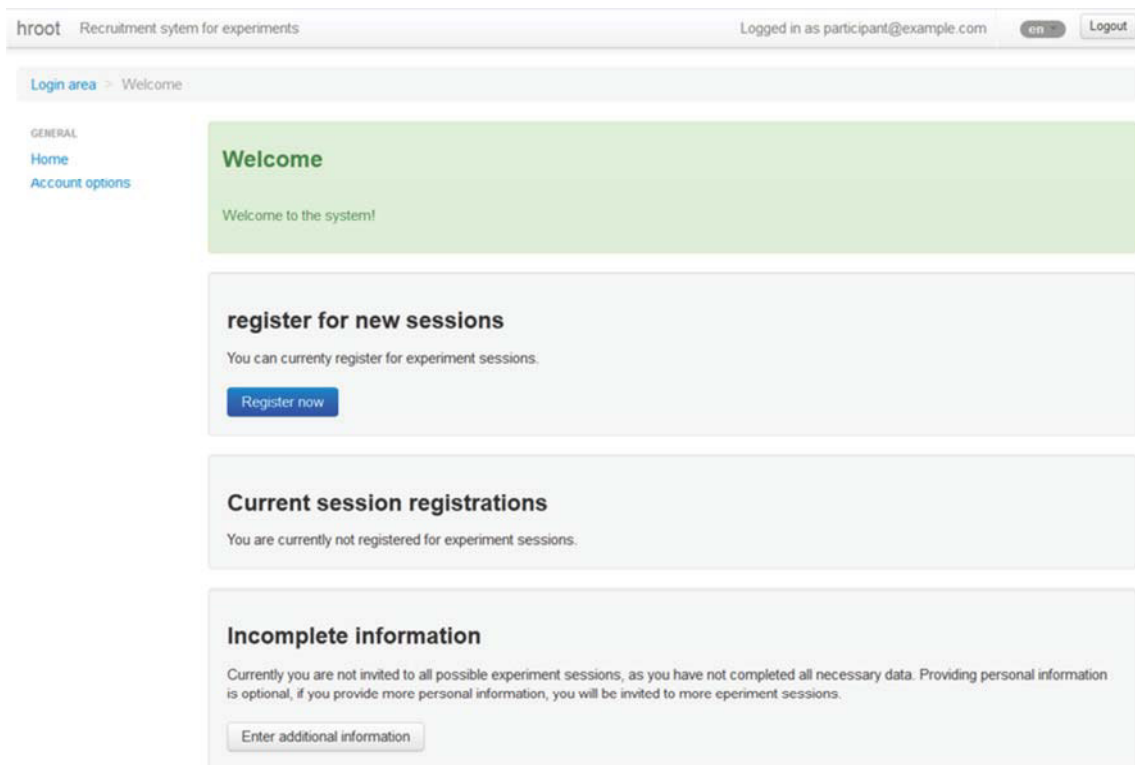 hroot Recruitment sytem for experiments Logged in as participant@example.com en Logout
Login area > Welcome
GENERAL
Home
Account options
Welcome
Welcome to the system!
register for new sessions
You can currenty register for experiment sessions.
Register now
Current session registrations
You are currently not registered for experiment sessions.
Incomplete information
Currently you are not invited to all possible experiment sessions, as you have not completed all necessary data. Providing personal information
is optional, if you provide more personal information, you will be invited to more eperiment sessions.
Enter additional information